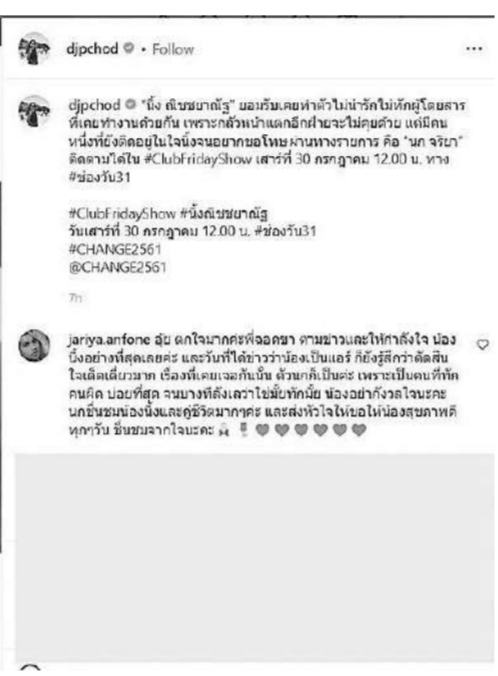 djpchod • Follow
djpchod "นิ้ง ณิชชยาณัฐ" ยอมรับเคยทำตัวไม่น่ารักไม่ทักผู้โดยสาร
ที่เคยทำงานด้วยกัน เพราะกลัวหน้าแตกอีกฝ่ายจะไม่คุยด้วย แต่มีคน
หนึ่งที่ยังติดอยู่ในใจนิ้งจนอยากขอโทษผ่านทางรายการ คือ "นก จริยา"
ติดตามได้ใน #ClubFridayShow เสาร์ที่ 30 กรกฎาคม 12.00 น. ทาง
#ช่องวัน31
#ClubFridayShow #นิ้งณิชชยาณัฐ
วันเสาร์ที่ 30 กรกฎาคม 12.00 น. #ช่องวัน31
#CHANGE2561
@CHANGE2561
7h
jariya.anfone อุ้ย ตกใจมากค่ะพี่ฉอดขา ตามข่าวและให้กำลังใจ น้อง
นิ้งอย่างที่สุดเลยค่ะ และวันที่ได้ข่าวว่าน้องเป็นแอร์ ก็ยังรู้สึกว่าตัดสิน
ใจเด็ดเดี่ยวมาก เรื่องที่เคยเจอกันนั้น ตัวนกก็เป็นค่ะ เพราะเป็นคนที่ทัก
คนผิด บ่อยที่สุด จนบางทีลังเลว่าใช่มั้ยทักมั้ย น้องอย่ากังวลใจนะคะ
นกชื่นชมน้องนิ้งและคู่ชีวิตมากๆค่ะ และส่งหัวใจให้ขอให้น้องสุขภาพดี
ทุกๆวัน ชื่นชมจากใจนะคะ